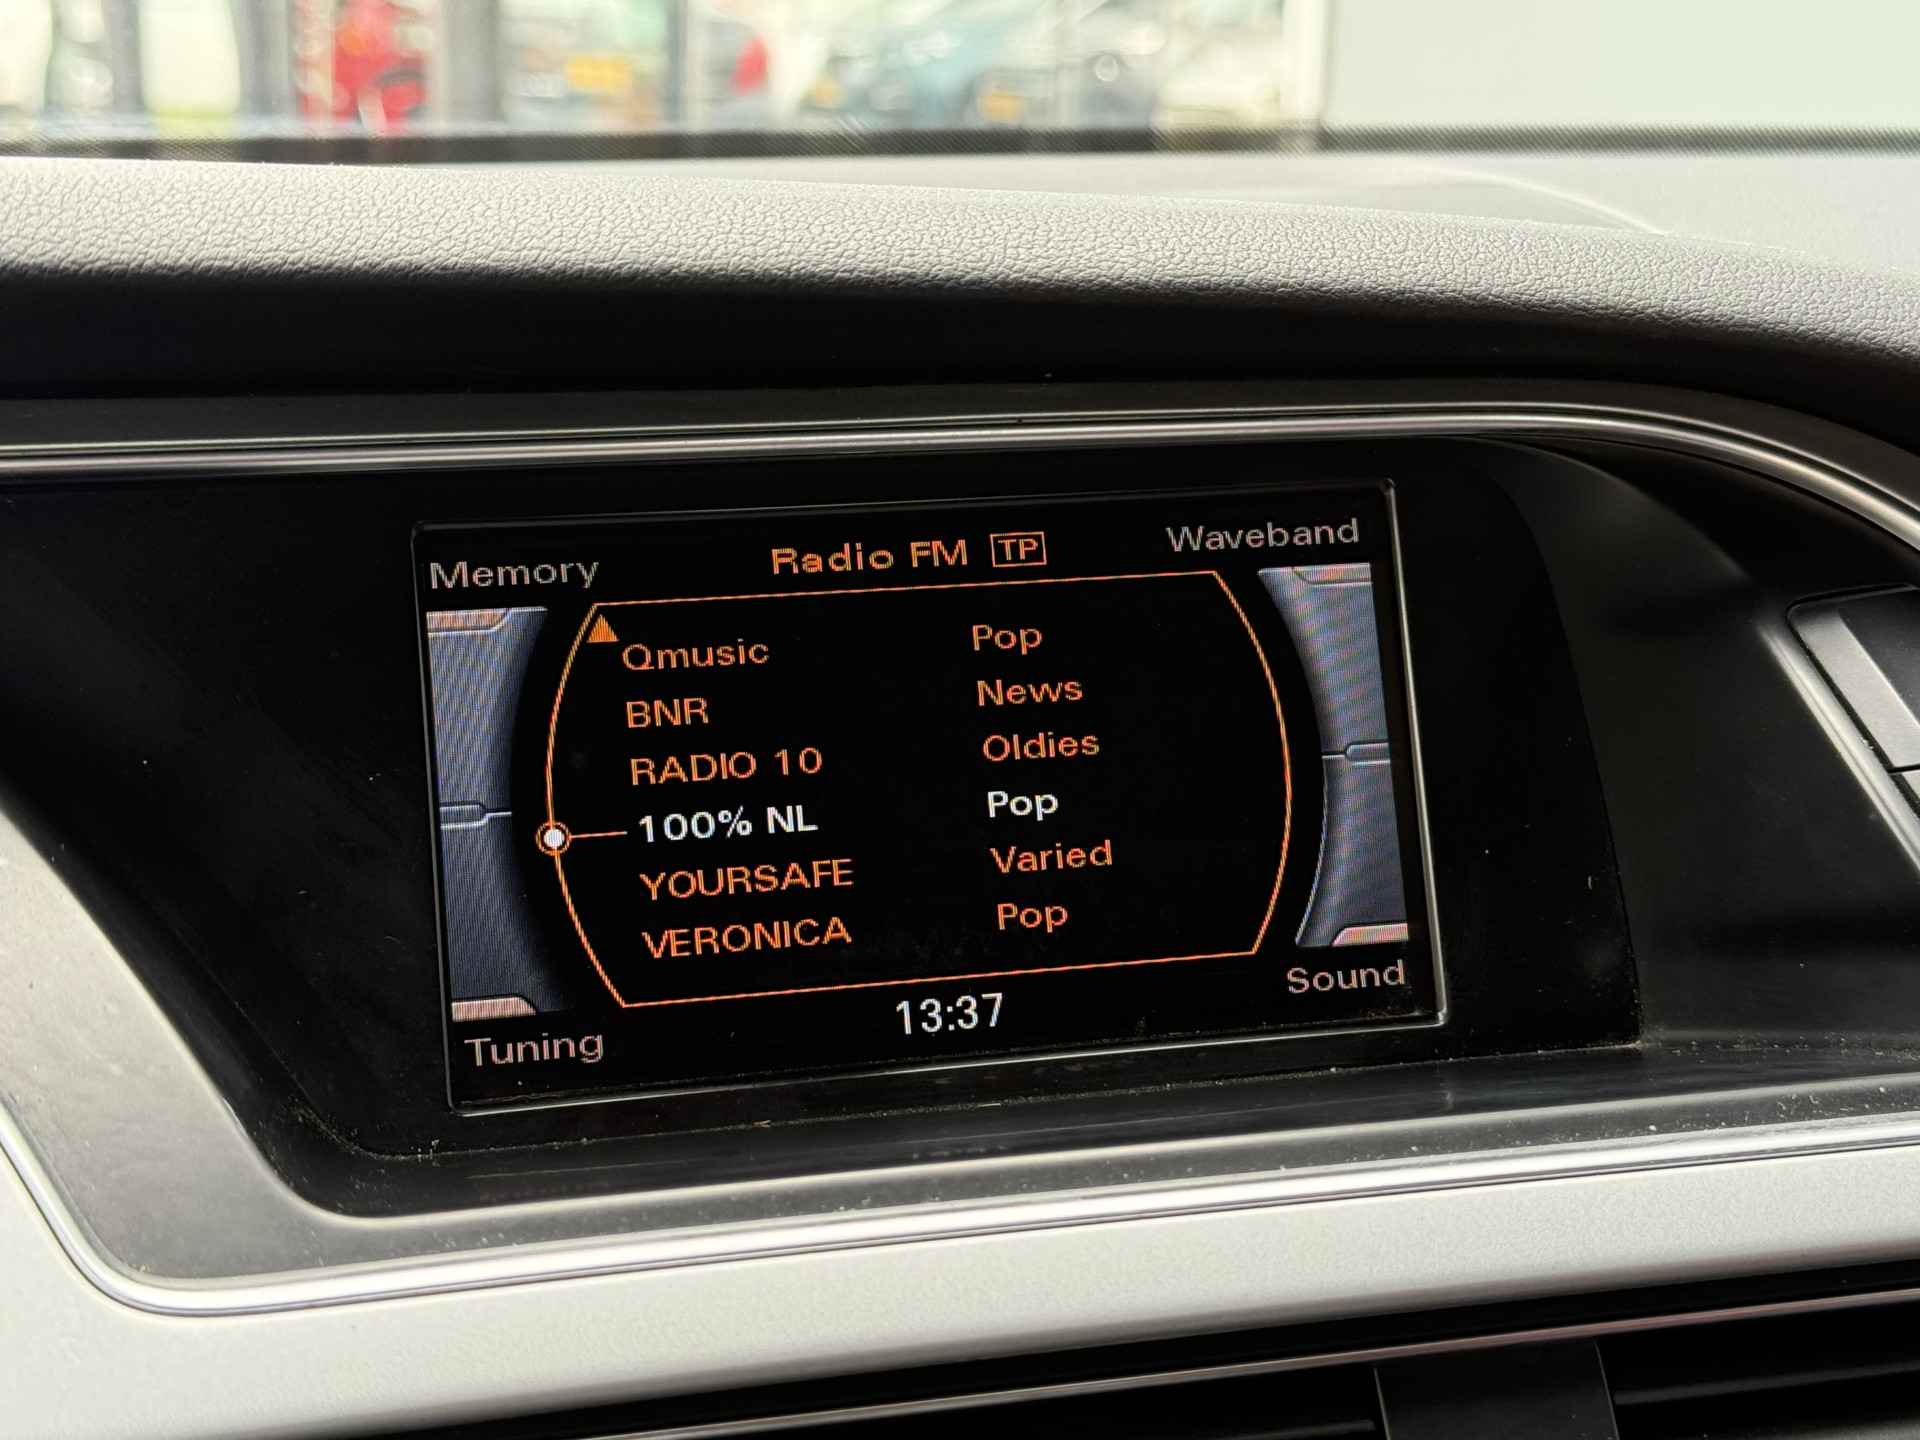 Memory Radio FM TP Waveband
Qmusic Pop
BNR News
RADIO 10 Oldies
100% NL Pop
YOURSAFE Varied
VERONICA Pop
Tuning 13:37 Sound